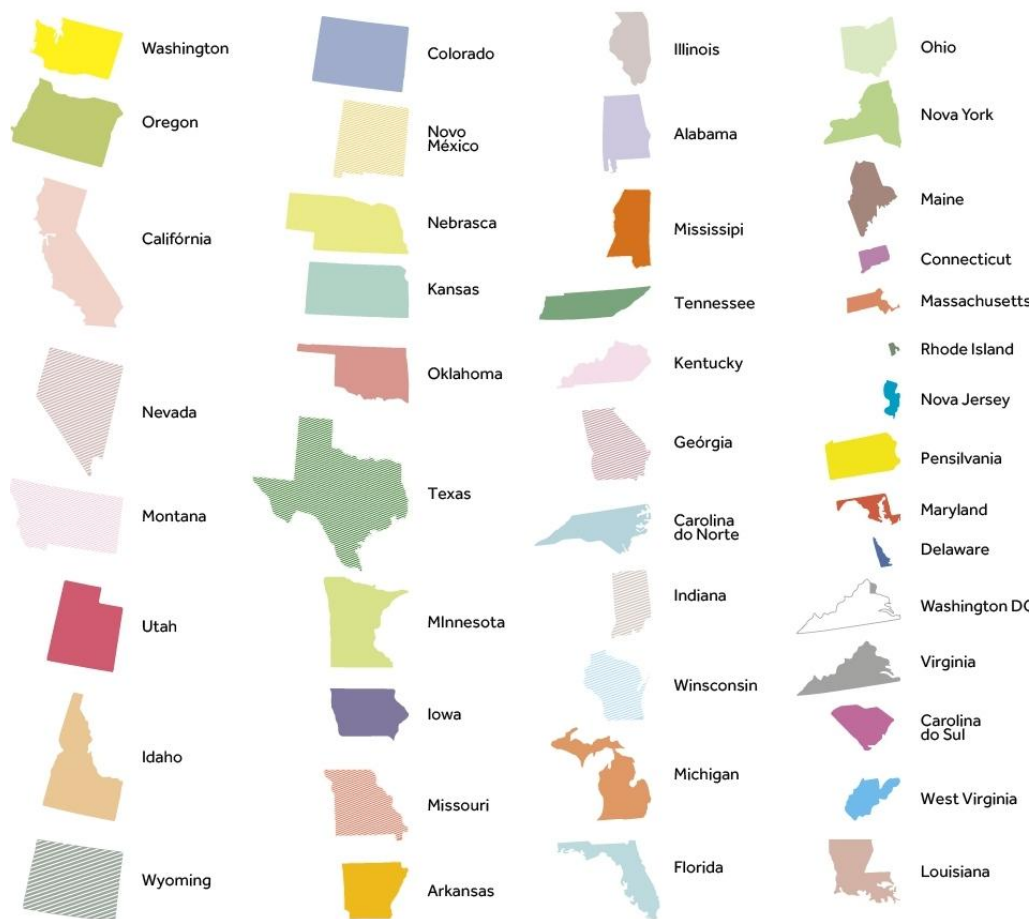 Washington
Oregon
Califórnia
Nevada
Montana
Utah
Idaho
Wyoming
Colorado
Novo
México
Nebrasca
Kansas
Oklahoma
Texas
MInnesota
Iowa
Missouri
Arkansas
Illinois
Alabama
Mississipi
Tennessee
Kentucky
Geórgia
Carolina
do Norte
Indiana
Winsconsin
Michigan
Florida
Ohio
Nova York
Maine
Connecticut
Massachusetts
Rhode Island
Nova Jersey
Pensilvania
Maryland
Delaware
Washington DC
Virginia
Carolina
do Sul
West Virginia
Louisiana